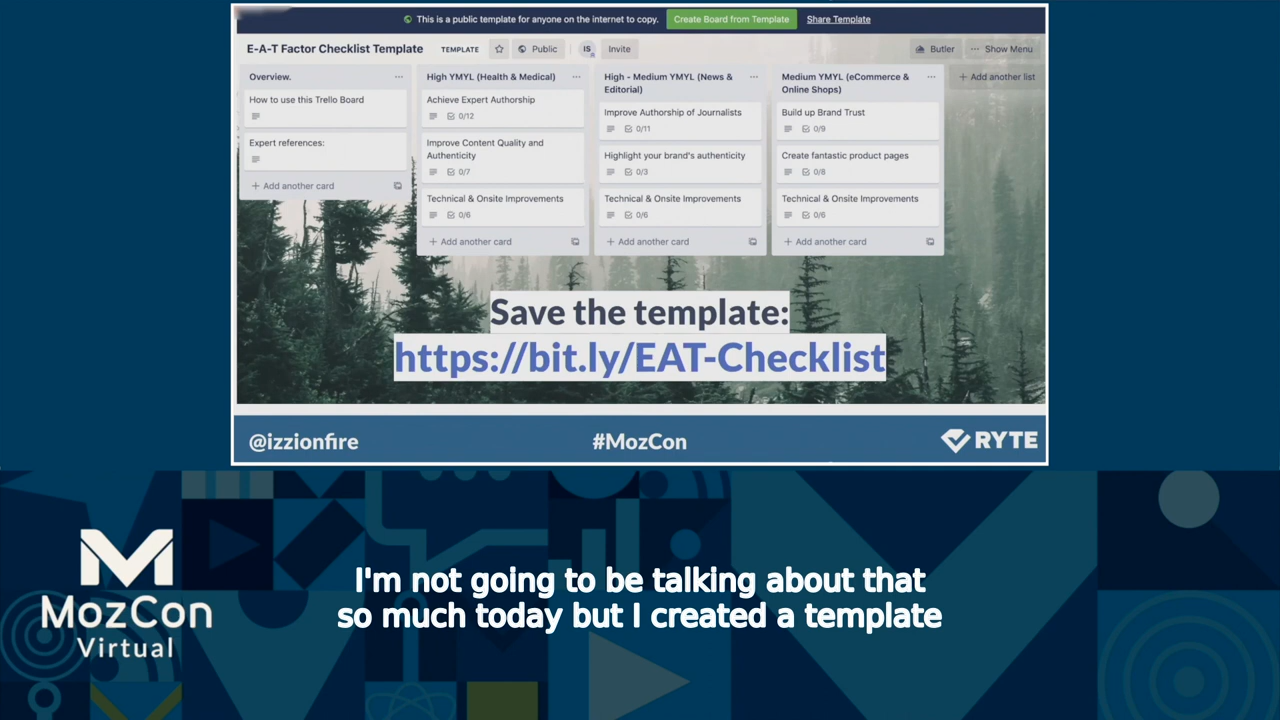 This is a public template for anyone on the internet to copy. Create Board from Template Share Template
E-A-T Factor Checklist Template TEMPLATE Public IS Invite Butler ··· Show Menu
Overview. ···
How to use this Trello Board
Expert references:
+ Add another card
High YMYL (Health & Medical) ···
Achieve Expert Authorship
0/12
Improve Content Quality and
Authenticity
0/7
Technical & Onsite Improvements
0/6
+ Add another card
High - Medium YMYL (News & ···
Editorial)
Improve Authorship of Journalists
0/11
Highlight your brand's authenticity
0/3
Technical & Onsite Improvements
0/6
+ Add another card
Medium YMYL (eCommerce & ···
Online Shops)
Build up Brand Trust
0/9
Create fantastic product pages
0/8
Technical & Onsite Improvements
0/6
+ Add another card
+ Add another list
Save the template:
https://bit.ly/EAT-Checklist
@izzionfire #MozCon RYTE
M
MozCon
Virtual
I'm not going to be talking about that
so much today but I created a template